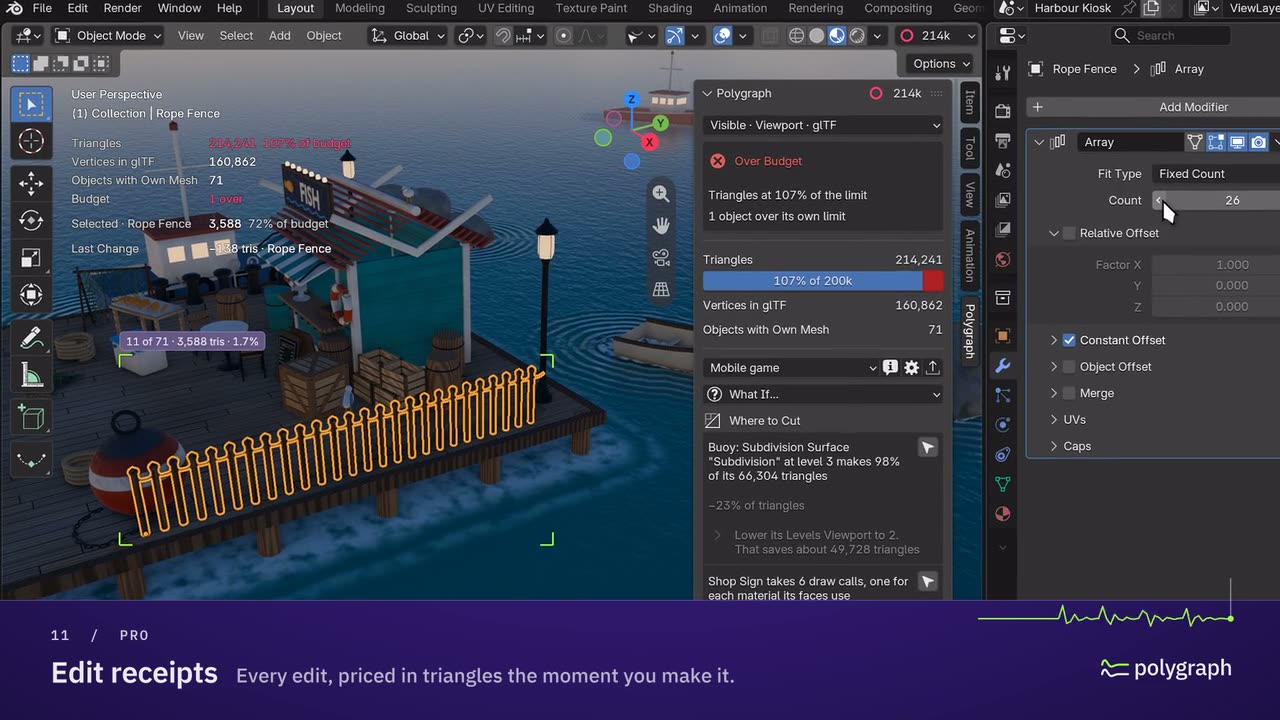 File Edit Render Window Help Layout Modeling Sculpting UV Editing Texture Paint Shading Animation Rendering Compositing Geom Harbour Kiosk ViewLaye
Object Mode View Select Add Object Global 214k Search
Options
Rope Fence > Array
User Perspective
(1) Collection | Rope Fence
Triangles 214,241 107% of budget
Vertices in glTF 160,862
Objects with Own Mesh 71
Budget 1 over
Selected · Rope Fence 3,588 72% of budget
Last Change −138 tris · Rope Fence
FISH
11 of 71 · 3,588 tris · 1.7%
Z
Y
X
Polygraph 214k
Visible · Viewport · glTF
Over Budget
Triangles at 107% of the limit
1 object over its own limit
Triangles 214,241
107% of 200k
Vertices in glTF 160,862
Objects with Own Mesh 71
Mobile game
What If...
Where to Cut
Buoy: Subdivision Surface
"Subdivision" at level 3 makes 98%
of its 66,304 triangles
−23% of triangles
Lower its Levels Viewport to 2.
That saves about 49,728 triangles
Shop Sign takes 6 draw calls, one for
each material its faces use
Item
Tool
View
Animation
Polygraph
Add Modifier
Array
Fit Type Fixed Count
Count 26
Relative Offset
Factor X 1.000
Y 0.000
Z 0.000
Constant Offset
Object Offset
Merge
UVs
Caps
11 / PRO
Edit receipts Every edit, priced in triangles the moment you make it.
polygraph